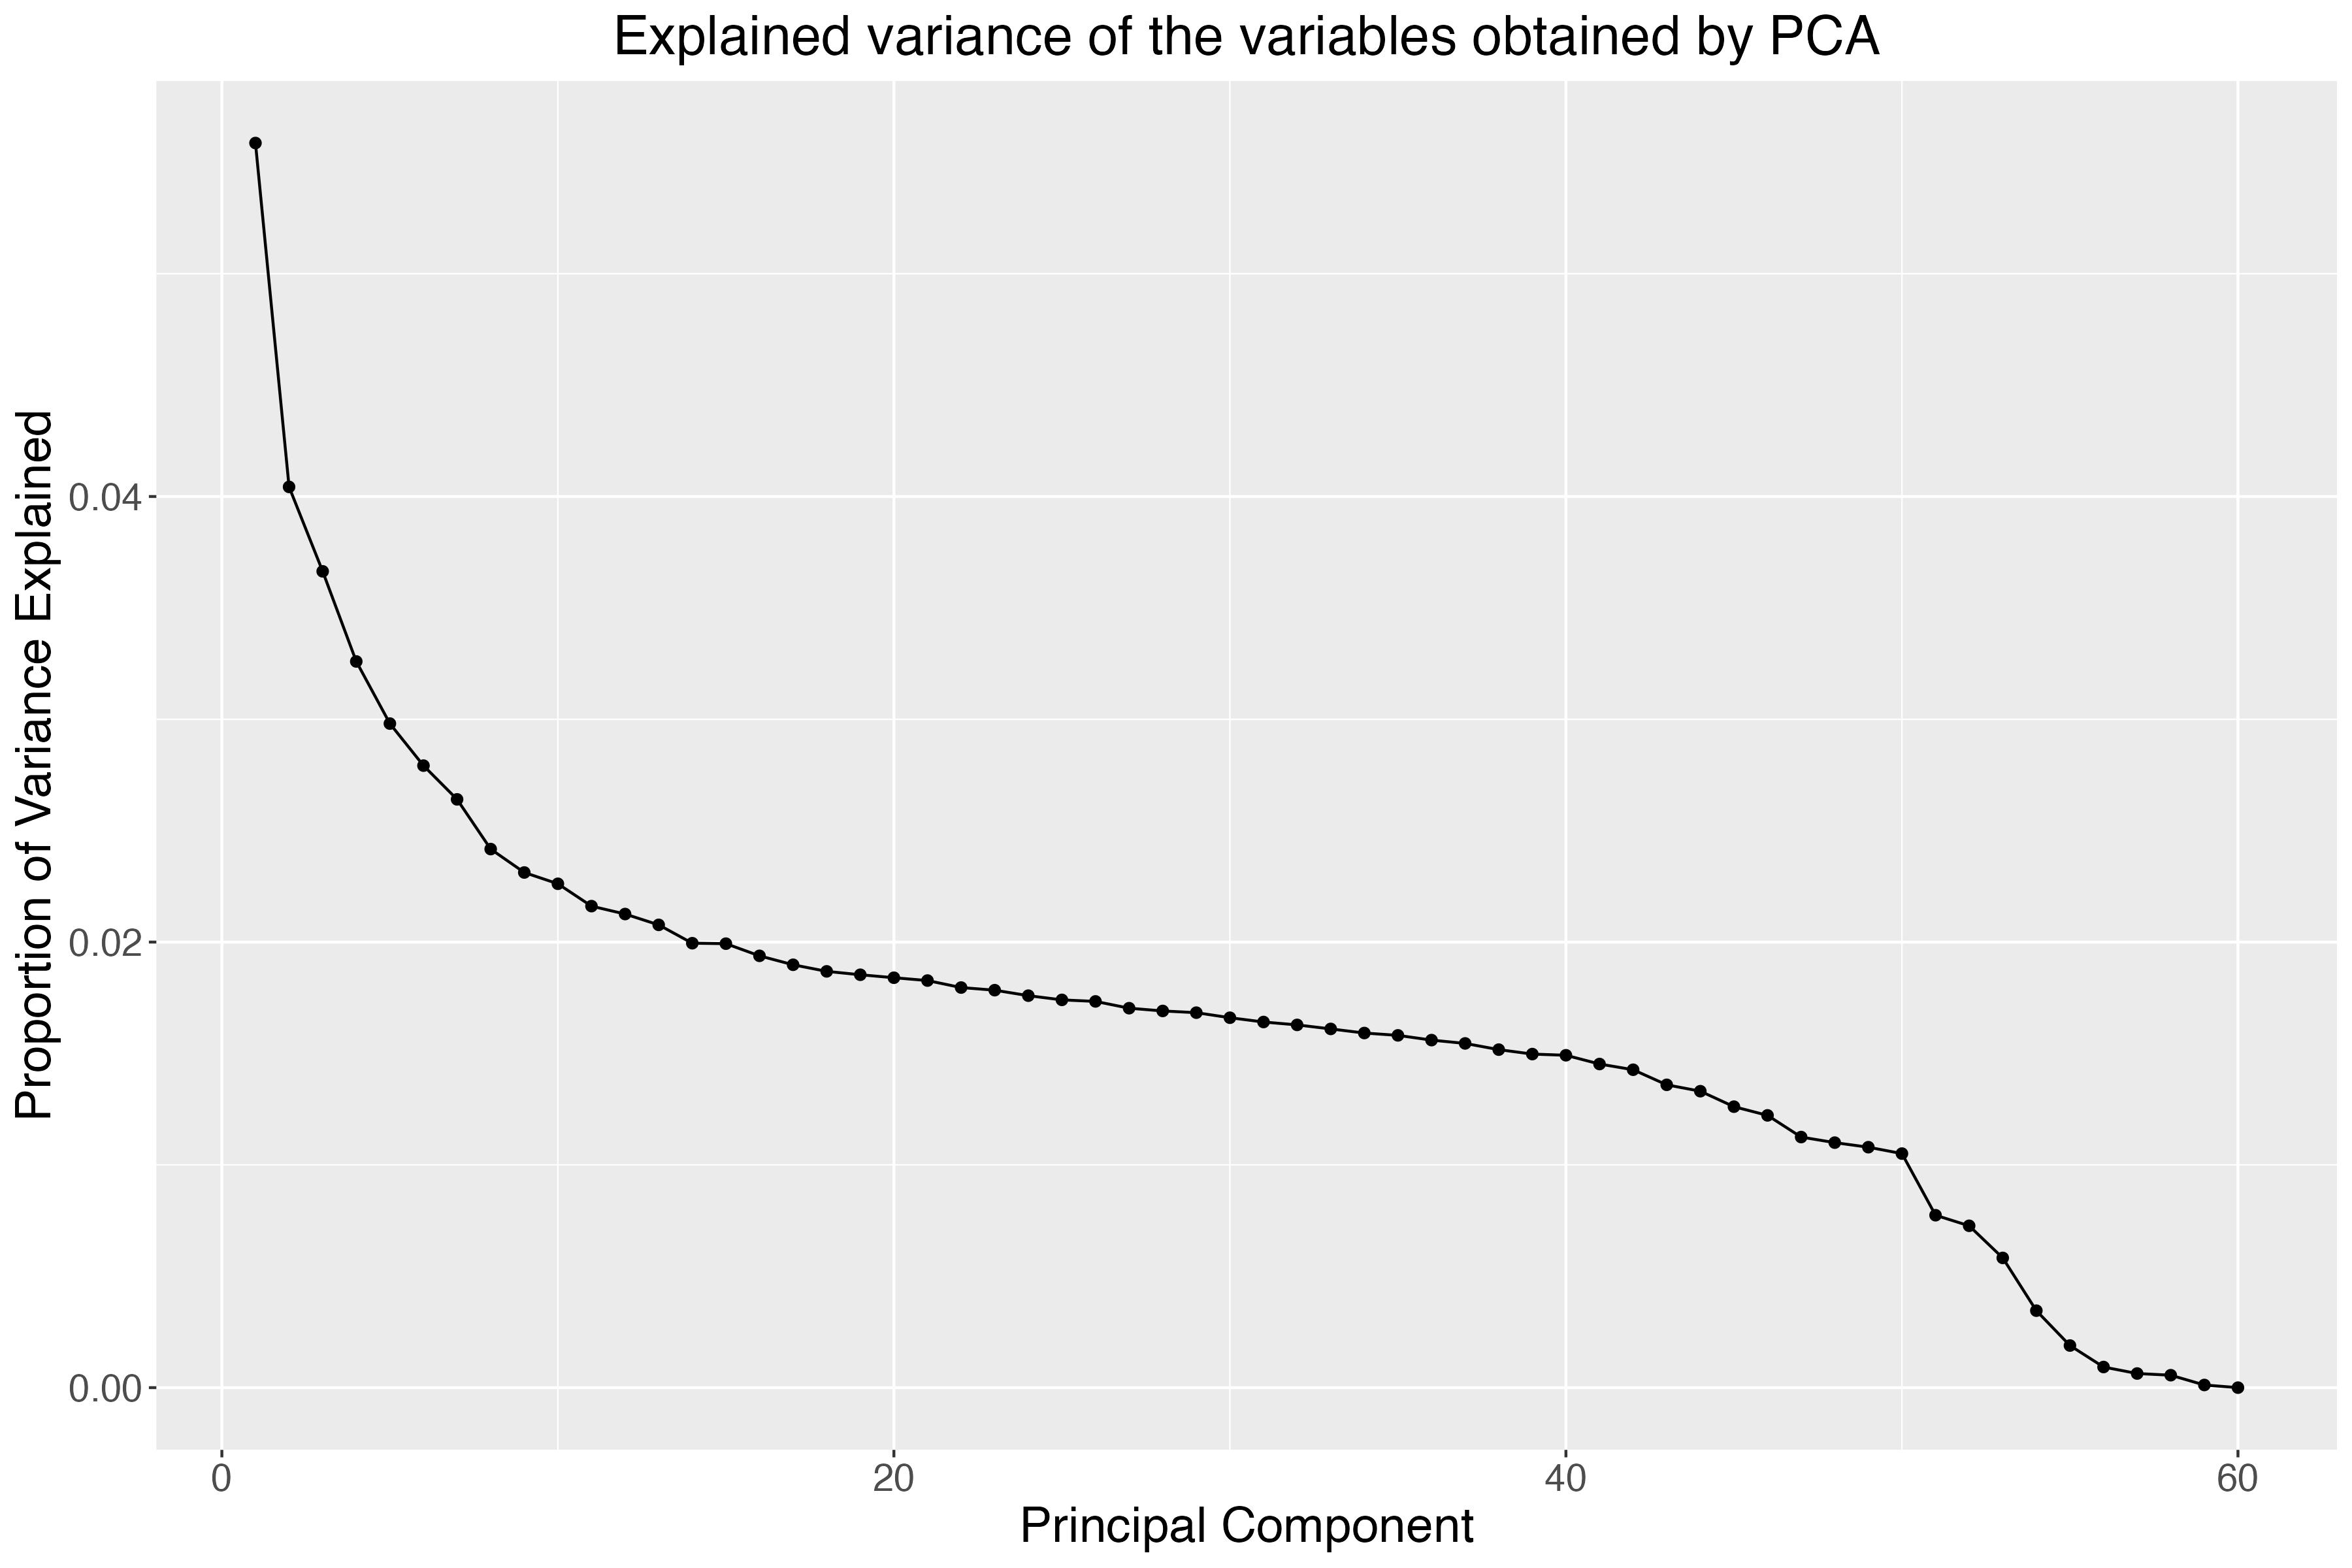 Explained variance of the variables obtained by PCA
Proportion of Variance Explained
0.04
0.02
0.00
0
20
40
60
Principal Component